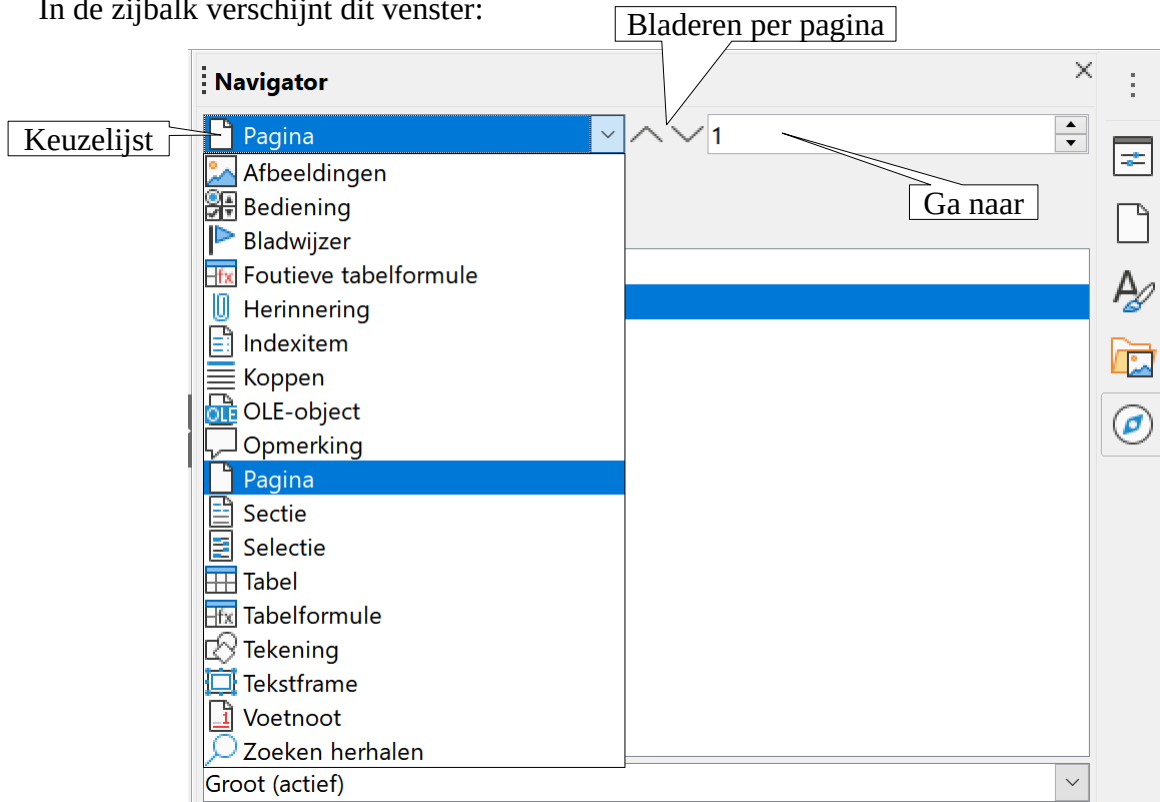 In de zijbalk verschijnt dit venster:
Bladeren per pagina
Navigator
Keuzelijst
Pagina
1
Ga naar
Afbeeldingen
Bediening
Bladwijzer
Foutieve tabelformule
Herinnering
Indexitem
Koppen
OLE OLE-object
Opmerking
Pagina
Sectie
Selectie
Tabel
fx Tabelformule
Tekening
Tekstframe
Voetnoot
Zoeken herhalen
Groot (actief)